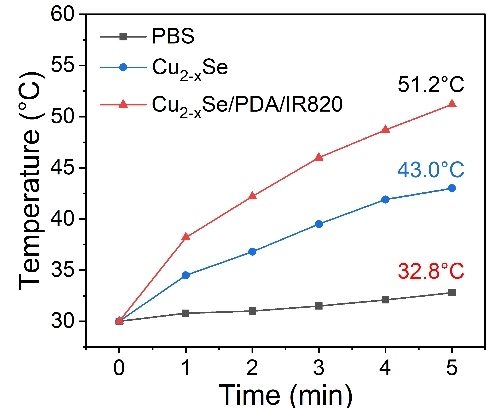 60
55
50
45
40
35
30
Temperature (°C)
PBS
Cu2-xSe
Cu2-xSe/PDA/IR820
51.2°C
43.0°C
32.8°C
0 1 2 3 4 5
Time (min)